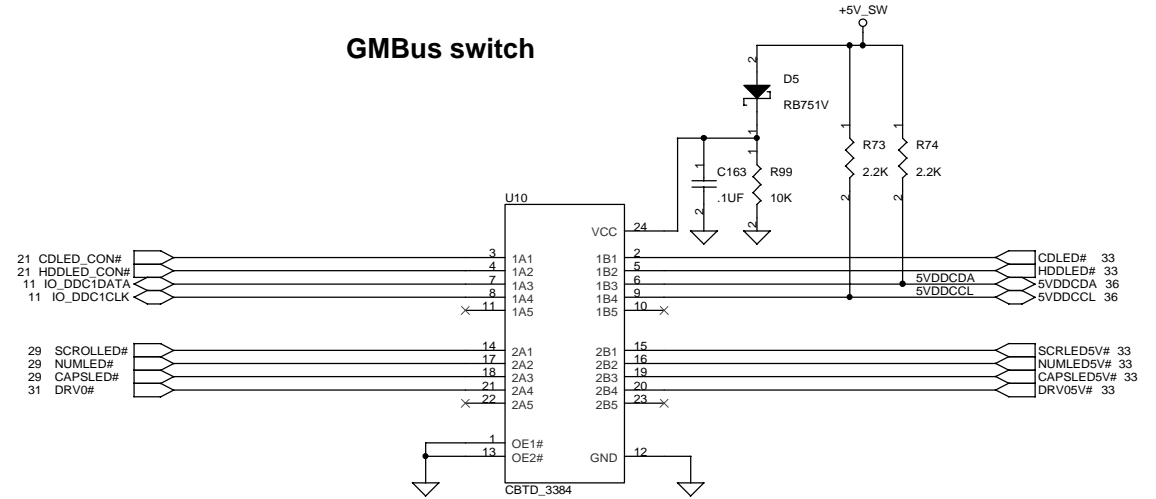 +5V_SW
GMBus switch
2
D5
RB751V
1
1 1 1 1
C163 R99 R73 R74
.1UF 10K 2.2K 2.2K
2 2 2 2
U10
VCC 24
21 CDLED_CON# 3 1A1 1B1 2 CDLED# 33
21 HDDLED_CON# 4 1A2 1B2 5 HDDLED# 33
11 IO_DDC1DATA 7 1A3 1B3 6 5VDDCDA 5VDDCDA 36
11 IO_DDC1CLK 8 1A4 1B4 9 5VDDCCL 5VDDCCL 36
11 1A5 1B5 10
29 SCROLLED# 14 2A1 2B1 15 SCRLED5V# 33
29 NUMLED# 17 2A2 2B2 16 NUMLED5V# 33
29 CAPSLED# 18 2A3 2B3 19 CAPSLED5V# 33
31 DRV0# 21 2A4 2B4 20 DRV05V# 33
22 2A5 2B5 23
1 OE1#
13 OE2# GND 12
CBTD_3384